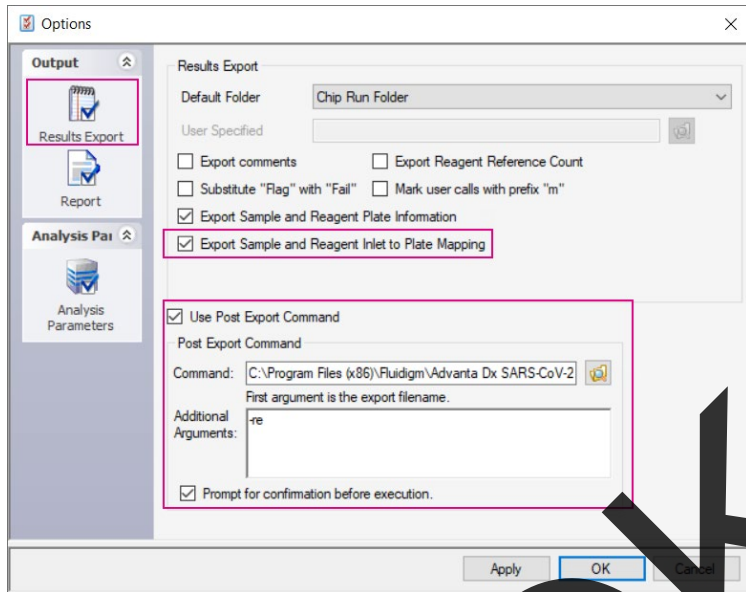 Options
Output
Results Export
Report
Analysis Par
Analysis
Parameters
Results Export
Default Folder
Chip Run Folder
User Specified
Export comments
Export Reagent Reference Count
Substitute "Flag" with "Fail"
Mark user calls with prefix "m"
Export Sample and Reagent Plate Information
Export Sample and Reagent Inlet to Plate Mapping
Use Post Export Command
Post Export Command
Command: C:\Program Files (x86)\Fluidigm\Advanta Dx SARS-CoV-2
First argument is the export filename.
Additional
Arguments:
-re
Prompt for confirmation before execution.
Apply
OK
Cancel